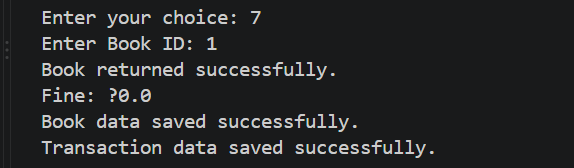 Enter your choice: 7
Enter Book ID: 1
Book returned successfully.
Fine: ?0.0
Book data saved successfully.
Transaction data saved successfully.